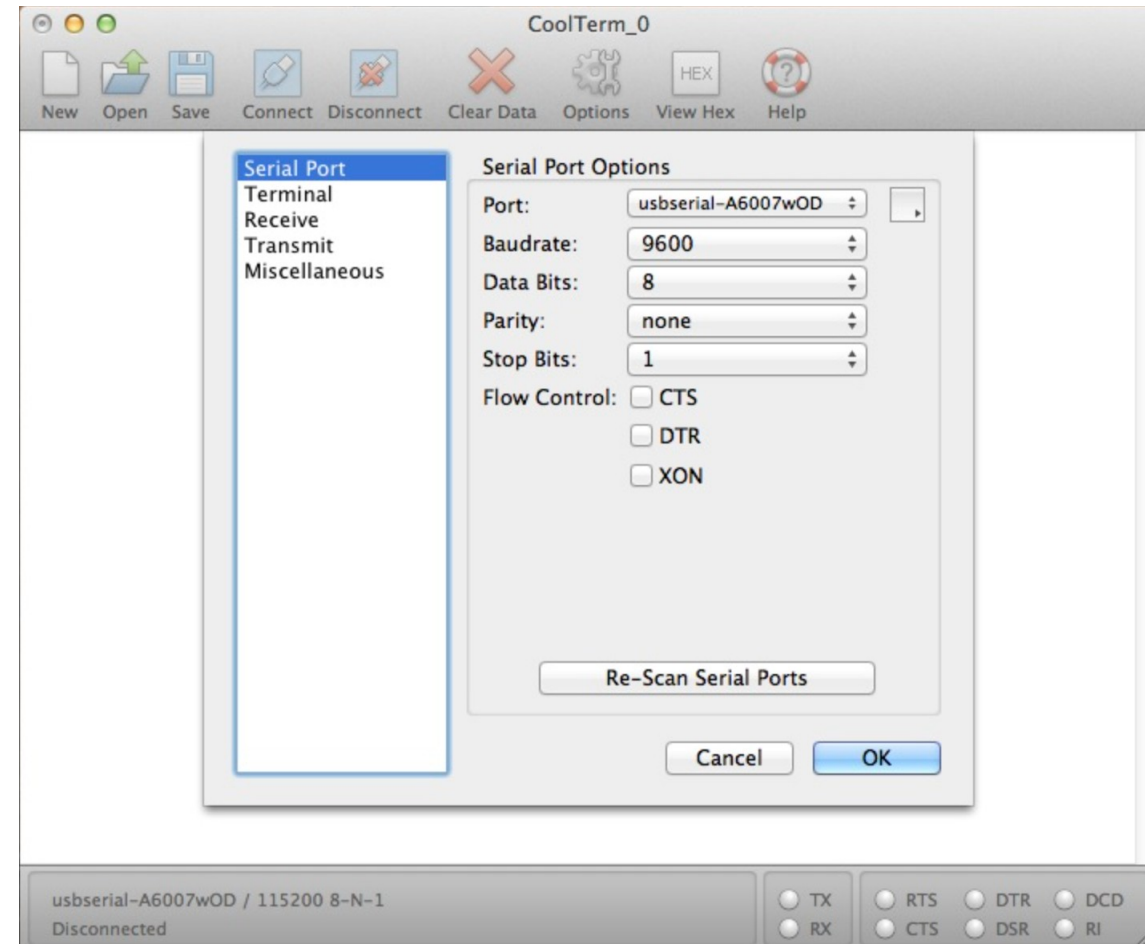 CoolTerm_0
HEX
New Open Save Connect Disconnect Clear Data Options View Hex Help
Serial Port
Terminal
Receive
Transmit
Miscellaneous
Serial Port Options
Port: usbserial-A6007wOD
Baudrate: 9600
Data Bits: 8
Parity: none
Stop Bits: 1
Flow Control: CTS
DTR
XON
Re-Scan Serial Ports
Cancel OK
usbserial-A6007wOD / 115200 8-N-1
Disconnected
TX RTS DTR DCD
RX CTS DSR RI